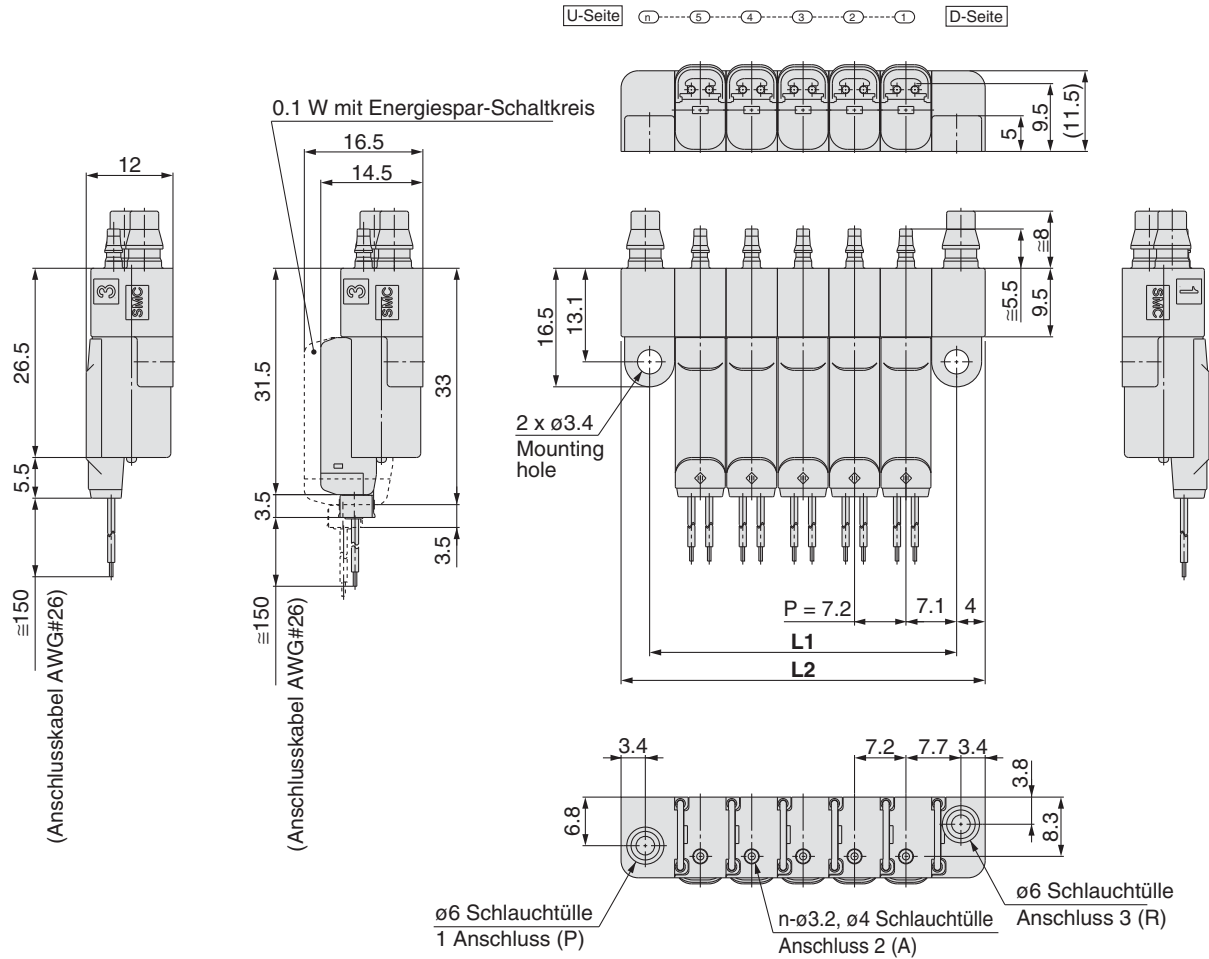 U-Seite
n
5
4
3
2
1
D-Seite
0.1 W mit Energiespar-Schaltkreis
16.5
14.5
12
5
9.5
(11.5)
3
SMC
3
SMC
1
SMC
26.5
5.5
≅150
(Anschlusskabel AWG#26)
31.5
3.5
33
3.5
≅150
(Anschlusskabel AWG#26)
16.5
13.1
≅8
≅5.5
9.5
2 x ø3.4
Mounting
hole
P = 7.2
7.1
4
L1
L2
3.4
7.2
7.7
3.4
6.8
3.8
8.3
ø6 Schlauchtülle
1 Anschluss (P)
n-ø3.2, ø4 Schlauchtülle
Anschluss 2 (A)
ø6 Schlauchtülle
Anschluss 3 (R)